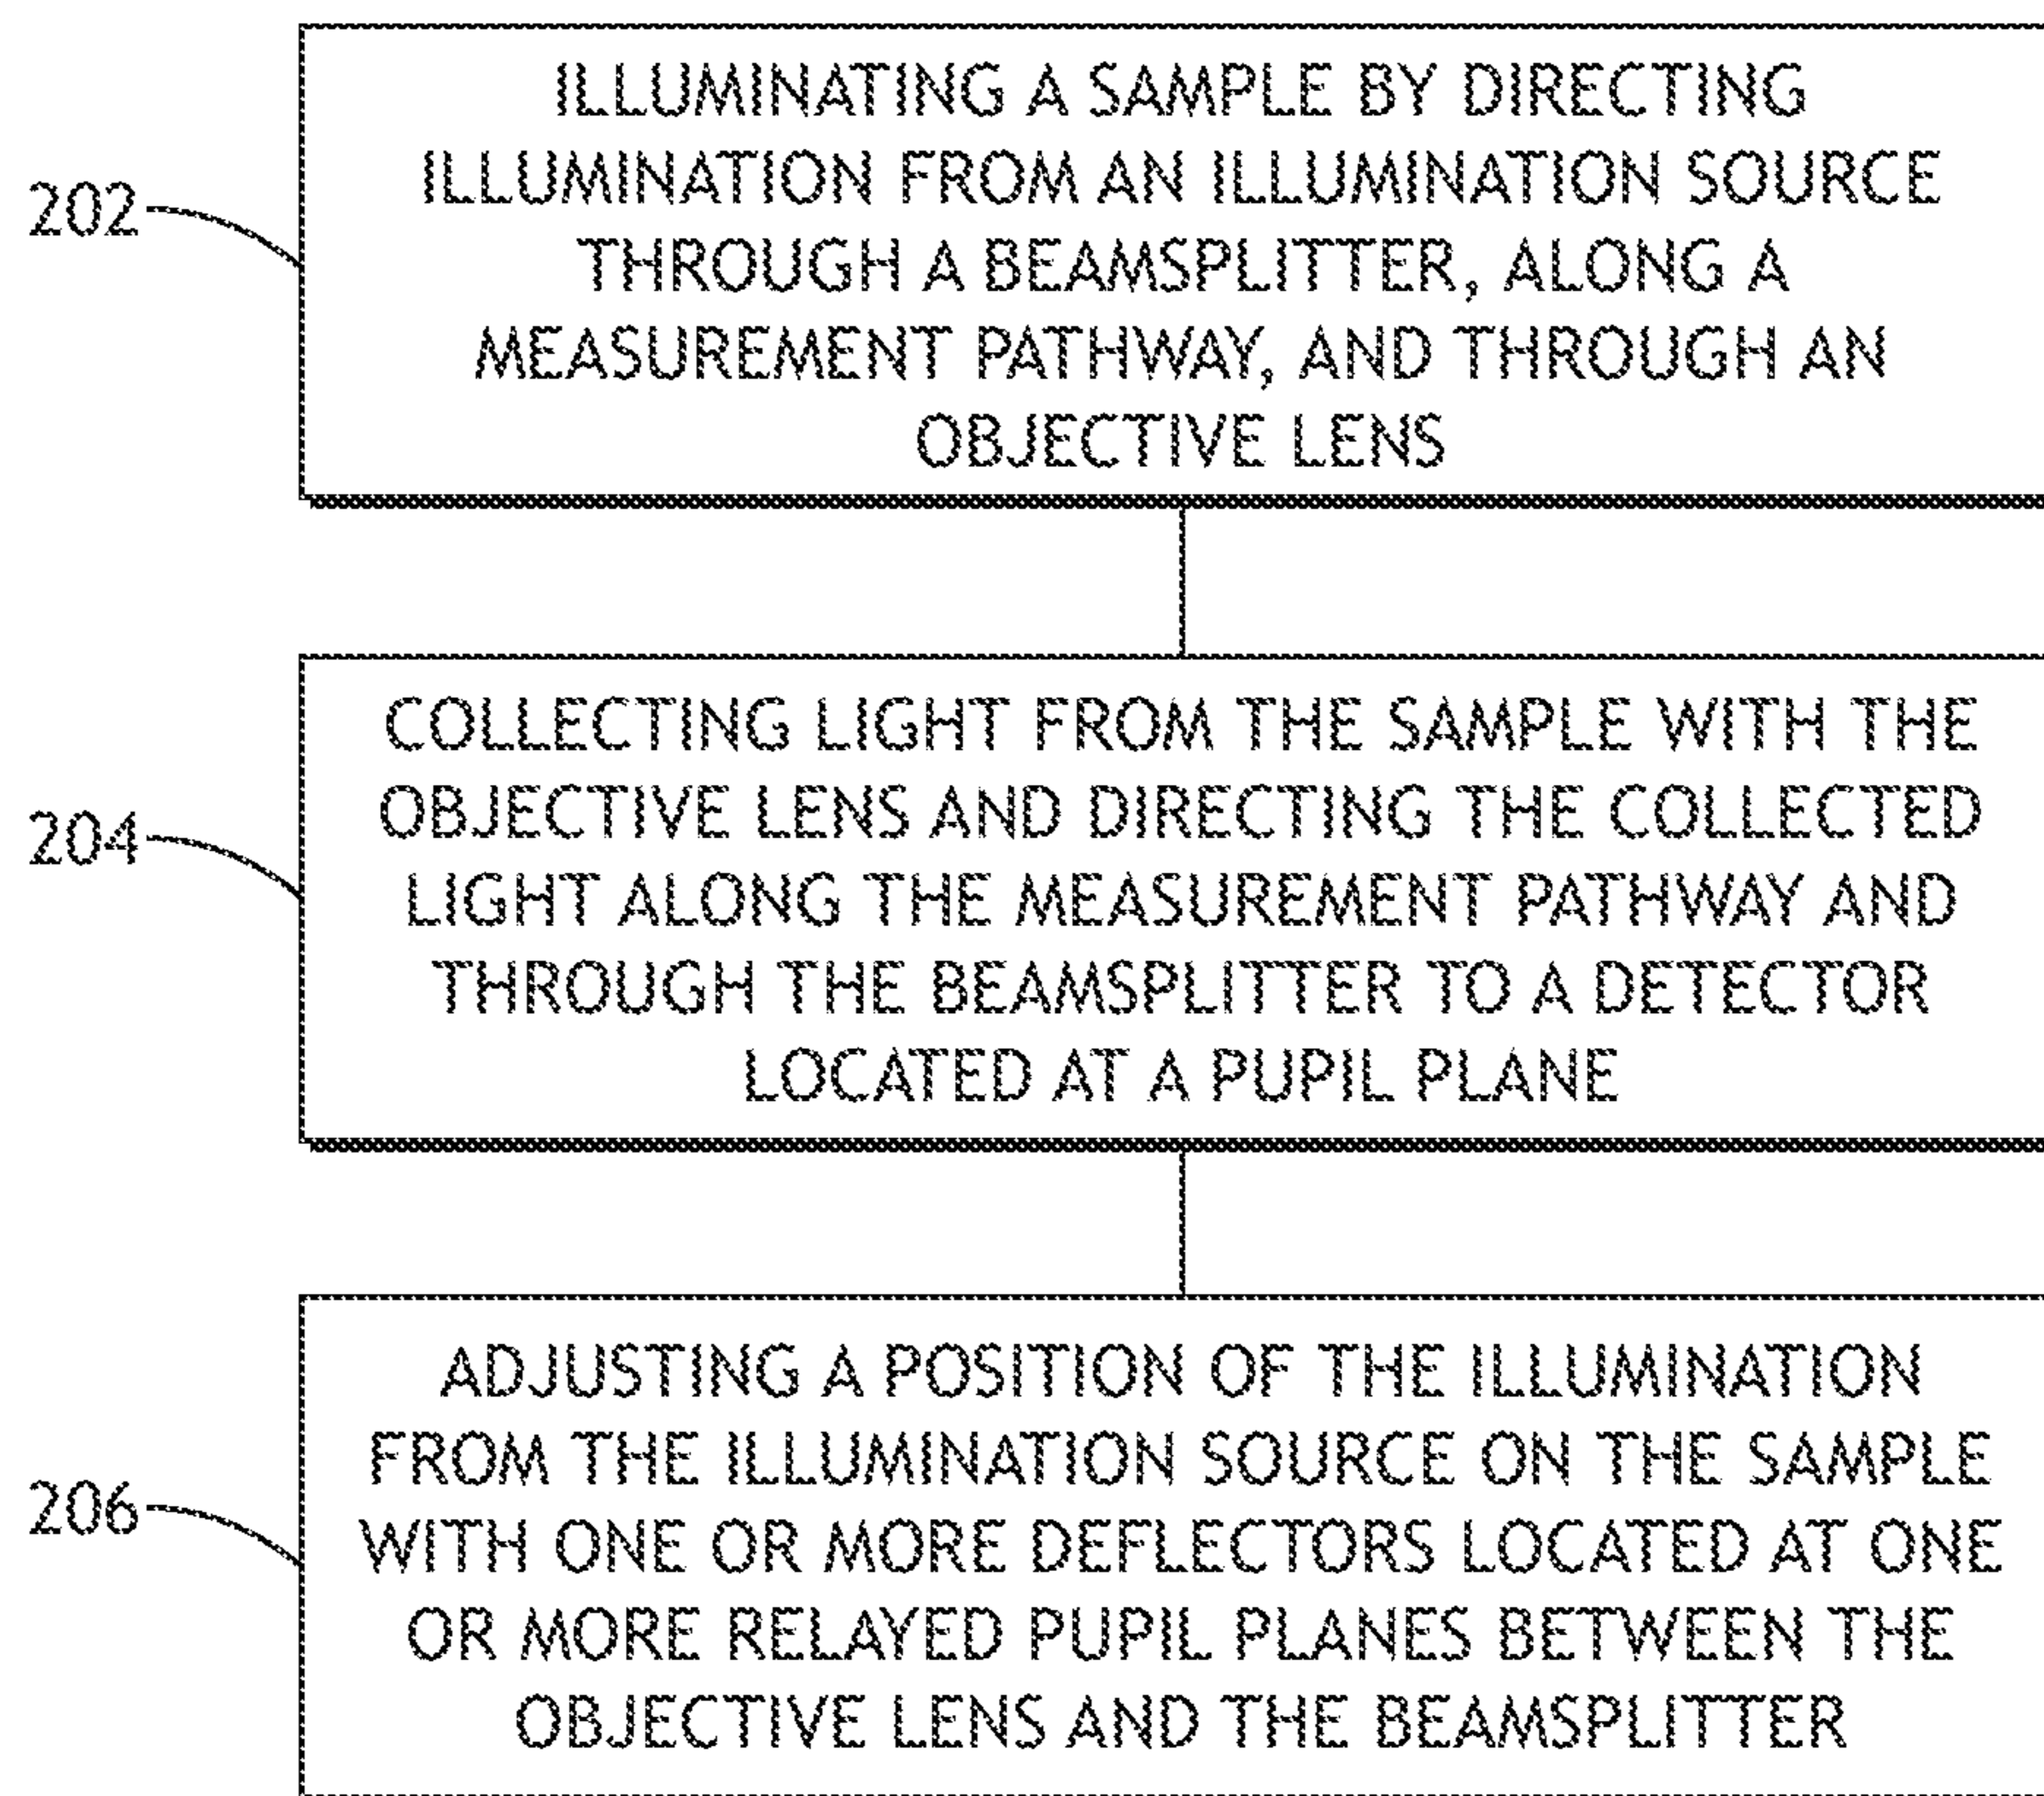 ILLUMINATING A SAMPLE BY DIRECTING
ILLUMINATION FROM AN ILLUMINATION SOURCE
202
THROUGH A BEAMSPLITTER, ALONG A
MEASUREMENT PATHWAY, AND THROUGH AN
OBJECTIVE LENS
COLLECTING LIGHT FROM THE SAMPLE WITH THE
OBJECTIVE LENS AND DIRECTING THE COLLECTED
204
LIGHT ALONG THE MEASUREMENT PATHWAY AND
THROUGH THE BEAMSPLITTER TO A DETECTOR
LOCATED AT A PUPIL PLANE
ADJUSTING A POSITION OF THE ILLUMINATION
FROM THE ILLUMINATION SOURCE ON THE SAMPLE
206
WITH ONE OR MORE DEFLECTORS LOCATED AT ONE
OR MORE RELAYED PUPIL PLANES BETWEEN THE
OBJECTIVE LENS AND THE BEAMSPLITTER